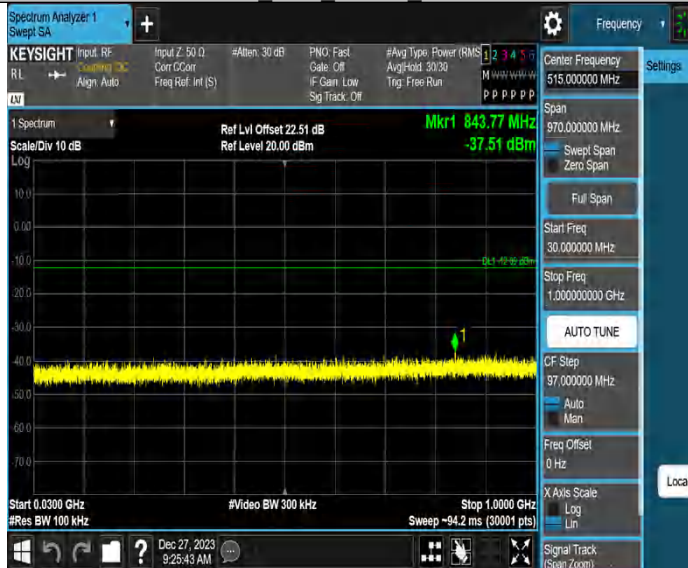 Spectrum Analyzer 1
Swept SA
Frequency
KEYSIGHT Input: RF
RL
Coupling: DC
Align: Auto
Input Z: 50 Ω
Corr CCorr
Freq Ref: Int (S)
#Atten: 30 dB
PNO: Fast
Gate: Off
IF Gain: Low
Sig Track: Off
#Avg Type: Power (RMS
Avg|Hold: 30/30
Trig: Free Run
1 2 3 4 5 6
M W W W W W
P P P P P P
LXI
1 Spectrum
Scale/Div 10 dB
Log
Ref Lvl Offset 22.51 dB
Ref Level 20.00 dBm
Mkr1 843.77 MHz
-37.51 dBm
10.0
0.00
-10.0
-20.0
-30.0
-40.0
-50.0
-60.0
-70.0
1
Start 0.0300 GHz
#Res BW 100 kHz
#Video BW 300 kHz
Stop 1.0000 GHz
Sweep ~94.2 ms (30001 pts)
Dec 27, 2023
9:25:43 AM
Center Frequency
515.000000 MHz
Settings
Span
970.000000 MHz
Swept Span
Zero Span
Full Span
Start Freq
30.000000 MHz
Stop Freq
1.000000000 GHz
AUTO TUNE
CF Step
97.000000 MHz
Auto
Man
Freq Offset
0 Hz
X Axis Scale
Log
Lin
Signal Track
(Span Zoom)
Loca